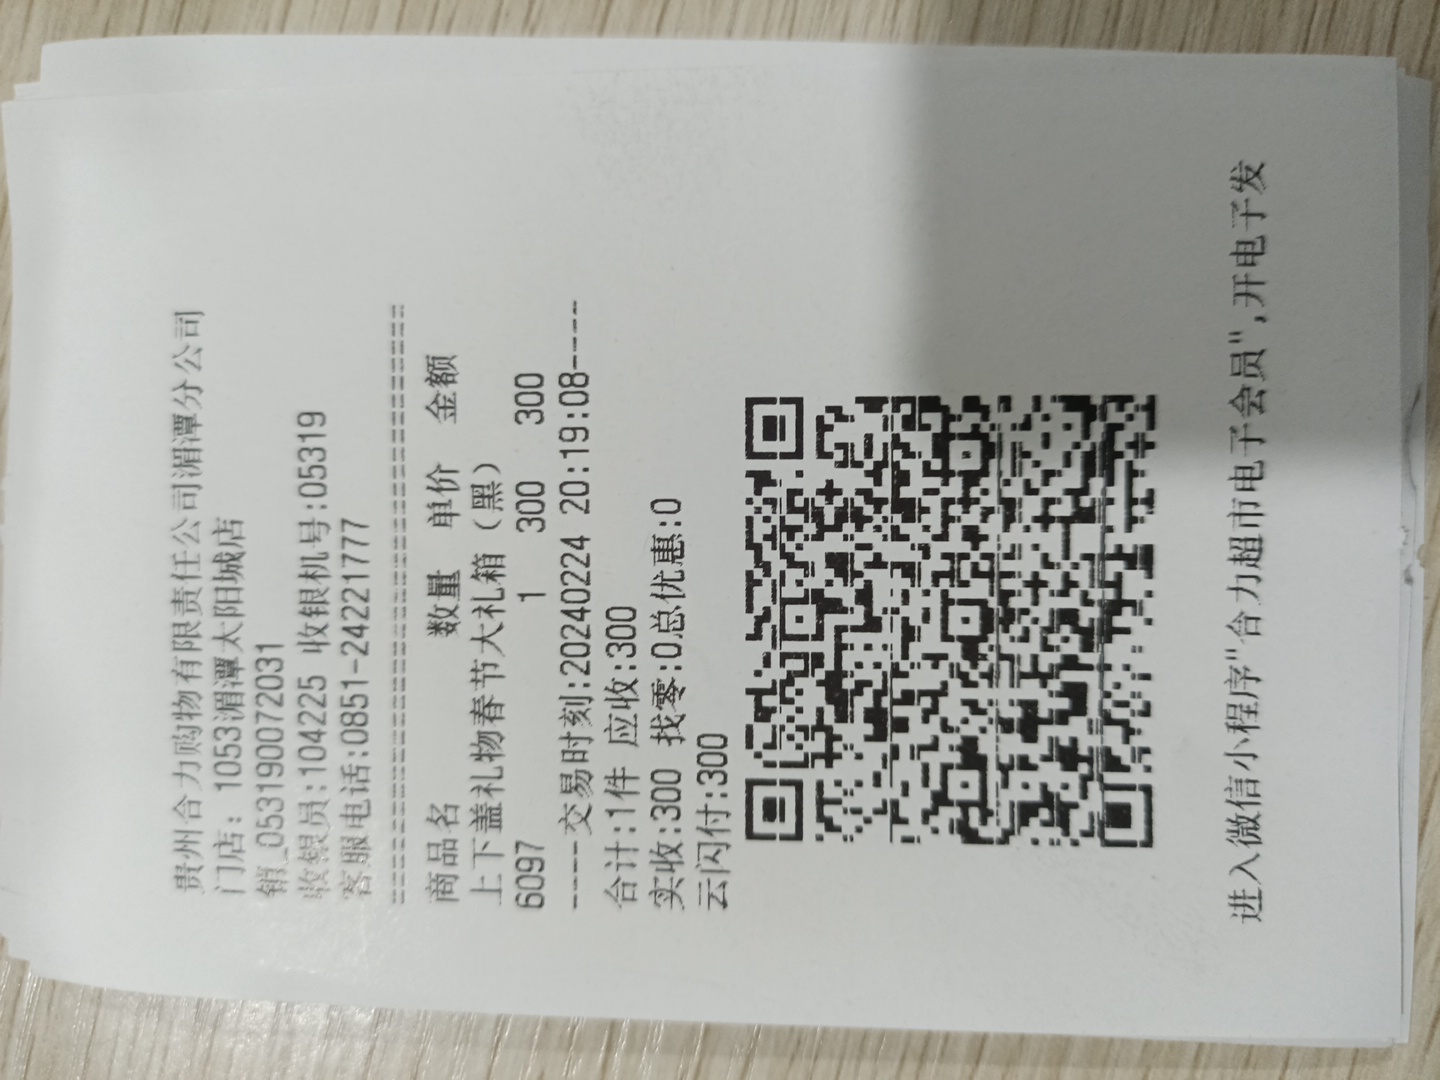 贵州合力购物有限责任公司湄潭分公司
门店: 1053湄潭太阳城店
销_053190072031
收银员:104225 收银机号:05319
客服电话:0851-24221777
商品名 数量 单价 金额
上下盖礼物春节大礼箱（黑）
6097 1 300 300
----交易时刻:20240224 20:19:08----
合计:1件 应收:300
实收:300 找零:0总优惠:0
云闪付:300
进入微信小程序"合力超市电子会员",开电子发